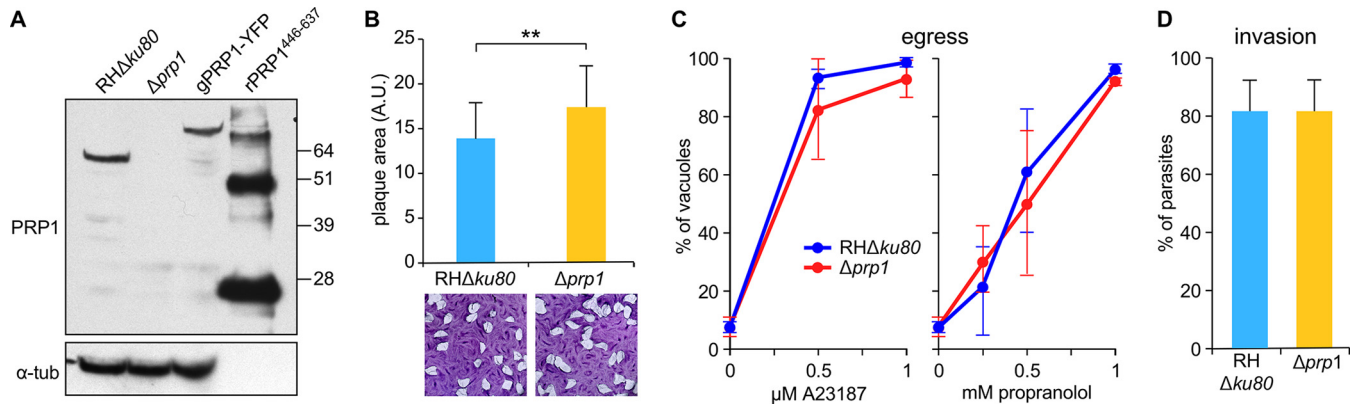 A
RHΔku80
Δprp1
gPRP1-YFP
rPRP1446-637
64
51
39
28
PRP1
α-tub
B
**
25
20
15
10
5
0
plaque area (A.U.)
RHΔku80
Δprp1
C
egress
100
80
60
40
20
0
% of vacuoles
RHΔku80
Δprp1
0
0.5
1
µM A23187
0
0.5
1
mM propranolol
D
invasion
100
80
60
40
20
0
% of parasites
RH
Δku80
Δprp1